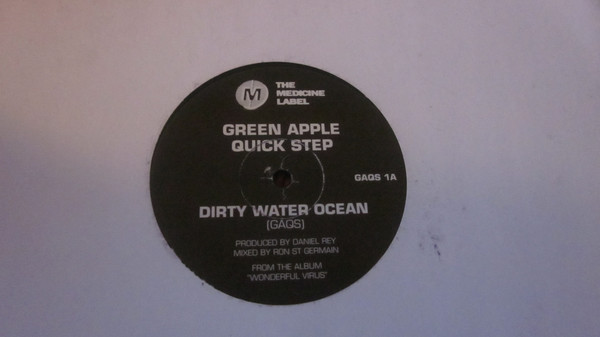 M
THE
MEDICINE
LABEL
GREEN APPLE
QUICK STEP
GAQS 1A
DIRTY WATER OCEAN
(GAQS)
PRODUCED BY DANIEL REY
MIXED BY RON ST GERMAIN
FROM THE ALBUM
"WONDERFUL VIRUS"